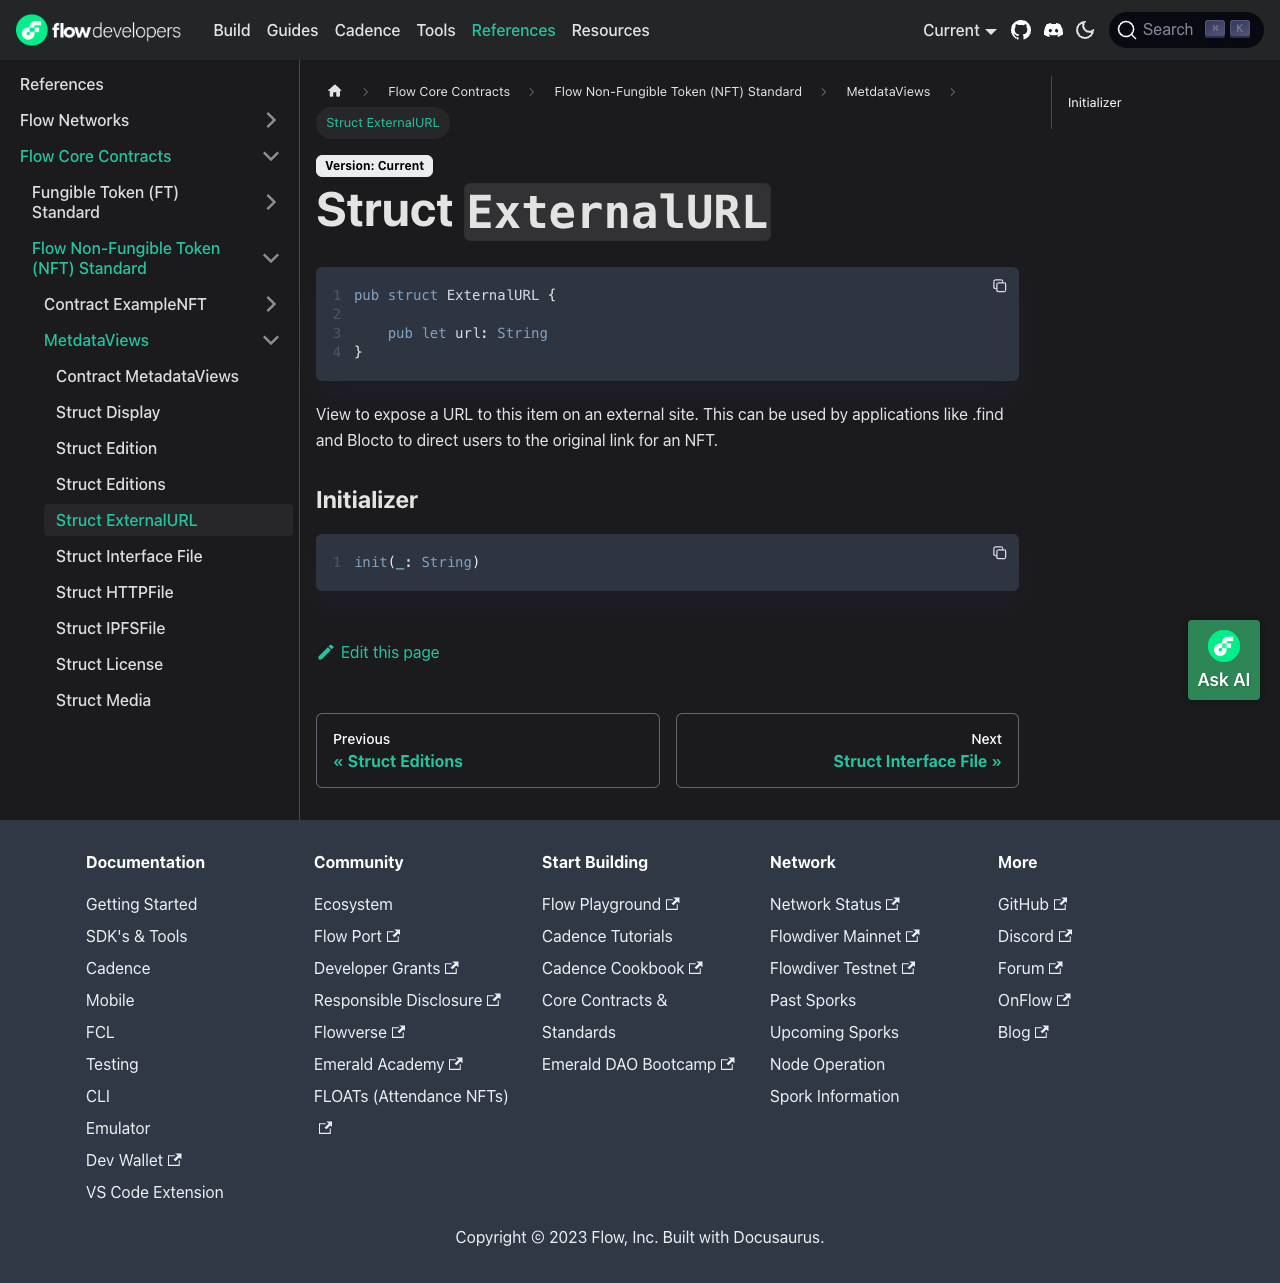 flowdevelopers
Build Guides Cadence Tools References Resources
Current
Search ⌘ K
References
Flow Networks
Flow Core Contracts
Fungible Token (FT)
Standard
Flow Non-Fungible Token
(NFT) Standard
Contract ExampleNFT
MetdataViews
Contract MetadataViews
Struct Display
Struct Edition
Struct Editions
Struct ExternalURL
Struct Interface File
Struct HTTPFile
Struct IPFSFile
Struct License
Struct Media
Flow Core Contracts
Flow Non-Fungible Token (NFT) Standard
MetdataViews
Struct ExternalURL
Version: Current
Struct ExternalURL
1 pub struct ExternalURL {
2
3 pub let url: String
4 }
View to expose a URL to this item on an external site. This can be used by applications like .find
and Blocto to direct users to the original link for an NFT.
Initializer
1 init(_: String)
Edit this page
Previous
« Struct Editions
Next
Struct Interface File »
Initializer
Ask AI
Documentation
Getting Started
SDK's & Tools
Cadence
Mobile
FCL
Testing
CLI
Emulator
Dev Wallet
VS Code Extension
Community
Ecosystem
Flow Port
Developer Grants
Responsible Disclosure
Flowverse
Emerald Academy
FLOATs (Attendance NFTs)
Start Building
Flow Playground
Cadence Tutorials
Cadence Cookbook
Core Contracts &
Standards
Emerald DAO Bootcamp
Network
Network Status
Flowdiver Mainnet
Flowdiver Testnet
Past Sporks
Upcoming Sporks
Node Operation
Spork Information
More
GitHub
Discord
Forum
OnFlow
Blog
Copyright © 2023 Flow, Inc. Built with Docusaurus.